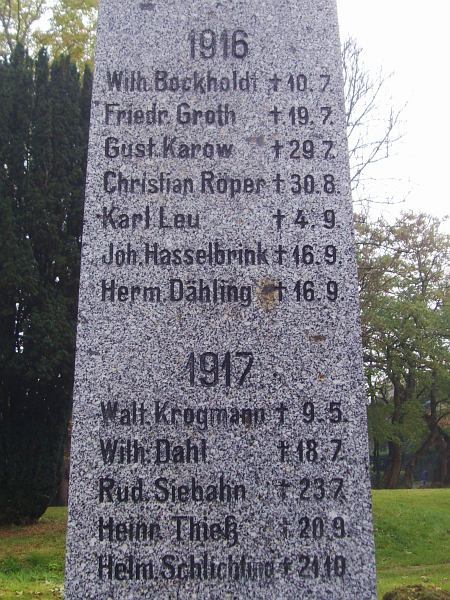 1916
Wilh. Bockholdt † 10.7.
Friedr. Groth † 19.7.
Gust. Karow † 29.7.
Christian Röper † 30.8.
Karl Leu † 4.9.
Joh. Hasselbrink † 16.9.
Herm. Dähling † 16.9.
1917
Walt. Krogmann † 9.5.
Wilh. Dahl † 18.7.
Rud. Siebahn † 23.7.
Heinr. Thieß † 20.9.
Helm. Schlichting † 21.10.